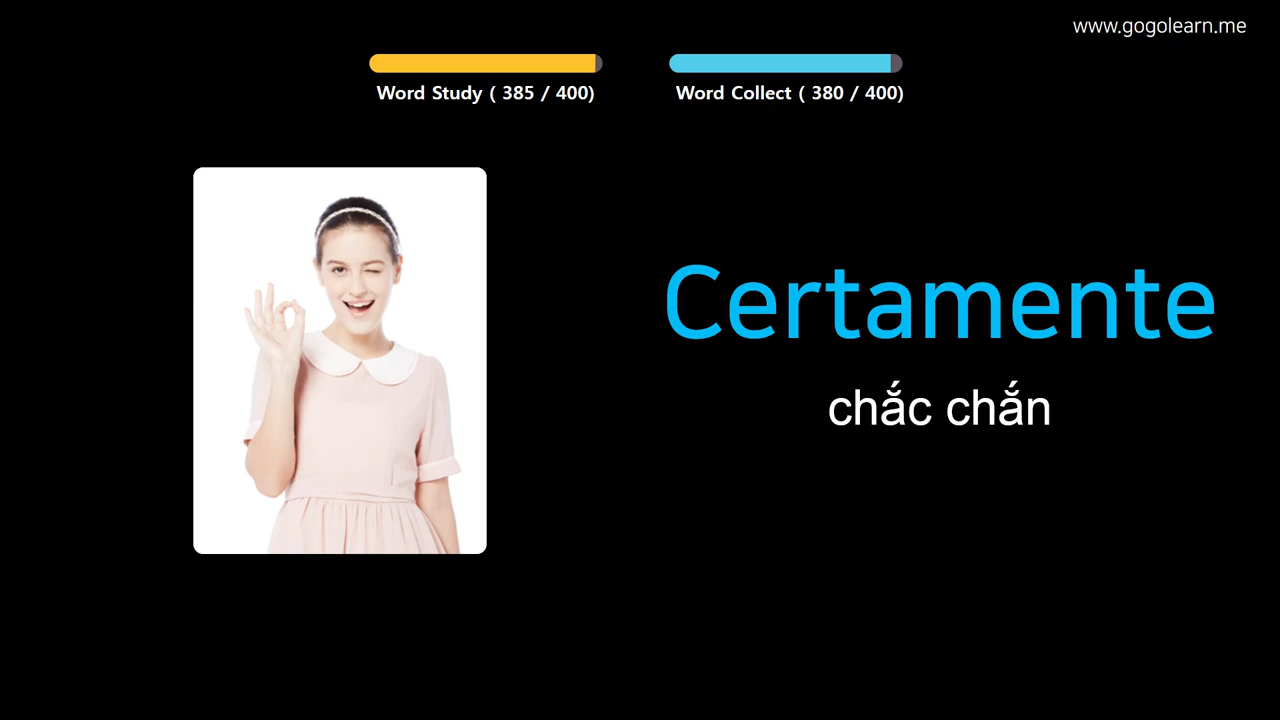 www.gogolearn.me
Word Study ( 385 / 400)
Word Collect ( 380 / 400)
Certamente
chắc chắn